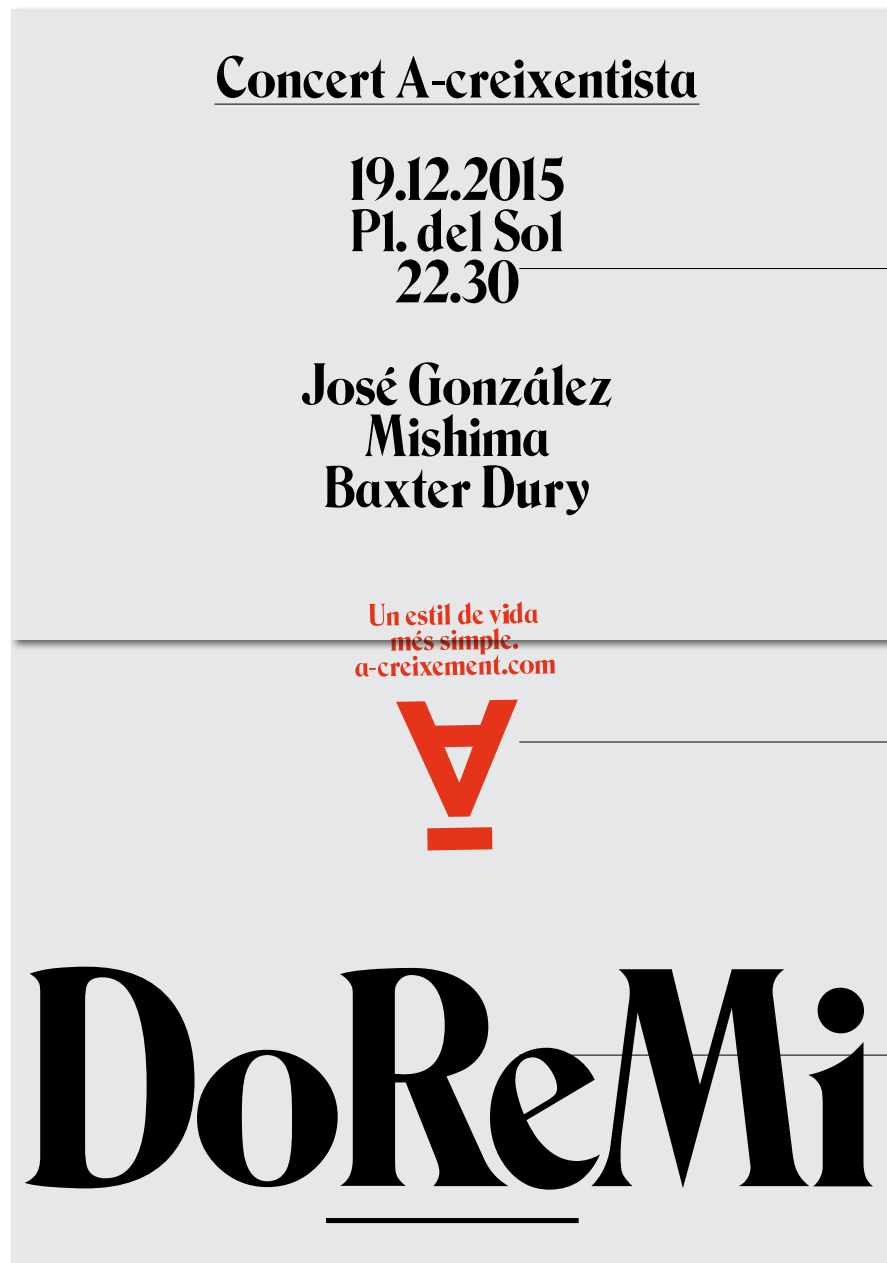 Concert A-creixentista
19.12.2015
Pl. del Sol
22.30
José González
Mishima
Baxter Dury
Un estil de vida
més simple.
a-creixement.com
A
DoReMi